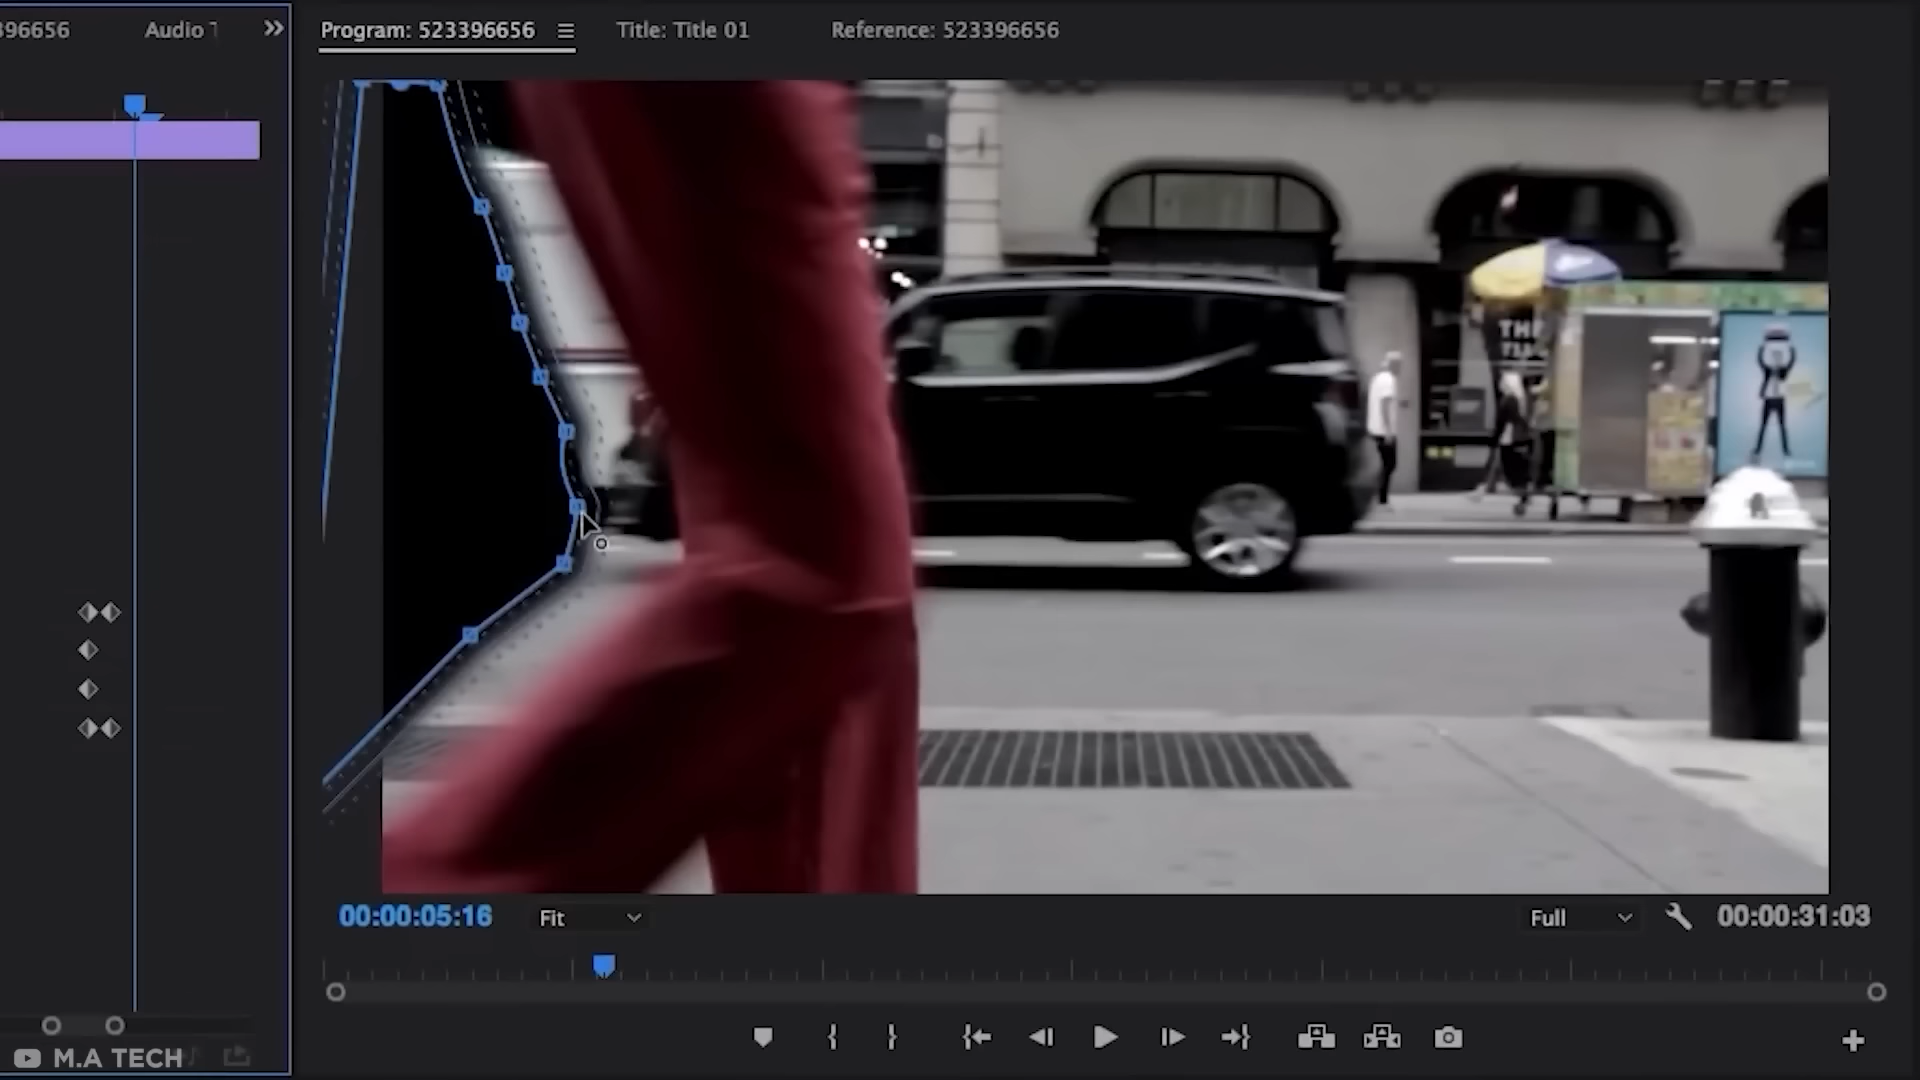 396656
Audio
Program: 523396656
Title: Title 01
Reference: 523396656
THE
00:00:05:16
Fit
Full
00:00:31:03
M.A TECH